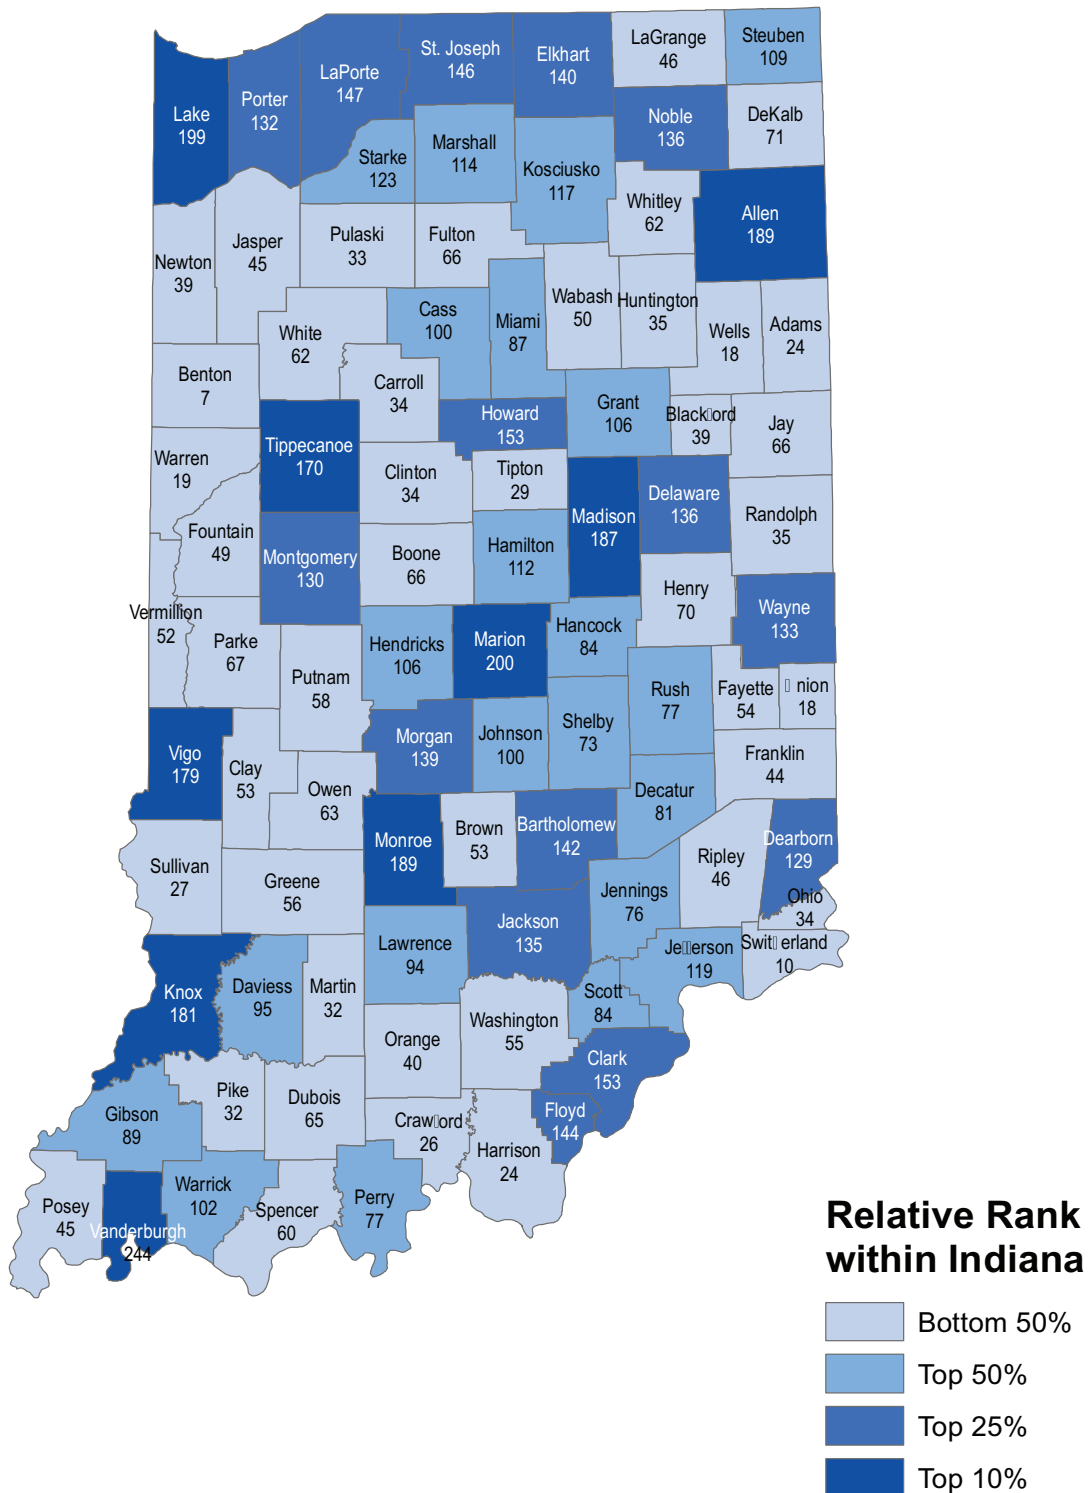 LaGrange
46
Steuben
109
St. Joseph
146
Elkhart
140
LaPorte
147
Porter
132
Lake
199
Noble
136
DeKalb
71
Starke
123
Marshall
114
Kosciusko
117
Whitley
62
Allen
189
Newton
39
Jasper
45
Pulaski
33
Fulton
66
Wabash
50
Huntington
35
Wells
18
Adams
24
White
62
Cass
100
Miami
87
Benton
7
Carroll
34
Howard
153
Grant
106
Black▯ord
39
Jay
66
Warren
19
Tippecanoe
170
Clinton
34
Tipton
29
Madison
187
Delaware
136
Randolph
35
Fountain
49
Montgomery
130
Boone
66
Hamilton
112
Henry
70
Wayne
133
Vermillion
52
Parke
67
Putnam
58
Hendricks
106
Marion
200
Hancock
84
Rush
77
Fayette
54
▯nion
18
Vigo
179
Clay
53
Owen
63
Morgan
139
Johnson
100
Shelby
73
Decatur
81
Franklin
44
Sullivan
27
Greene
56
Monroe
189
Brown
53
Bartholomew
142
Jennings
76
Ripley
46
Dearborn
129
Ohio
34
Knox
181
Daviess
95
Martin
32
Lawrence
94
Jackson
135
Scott
84
Je▯▯erson
119
Swit▯erland
10
Orange
40
Washington
55
Clark
153
Floyd
144
Gibson
89
Pike
32
Dubois
65
Craw▯ord
26
Harrison
24
Posey
45
Vanderburgh
244
Warrick
102
Spencer
60
Perry
77
Relative Rank
within Indiana
Bottom 50%
Top 50%
Top 25%
Top 10%